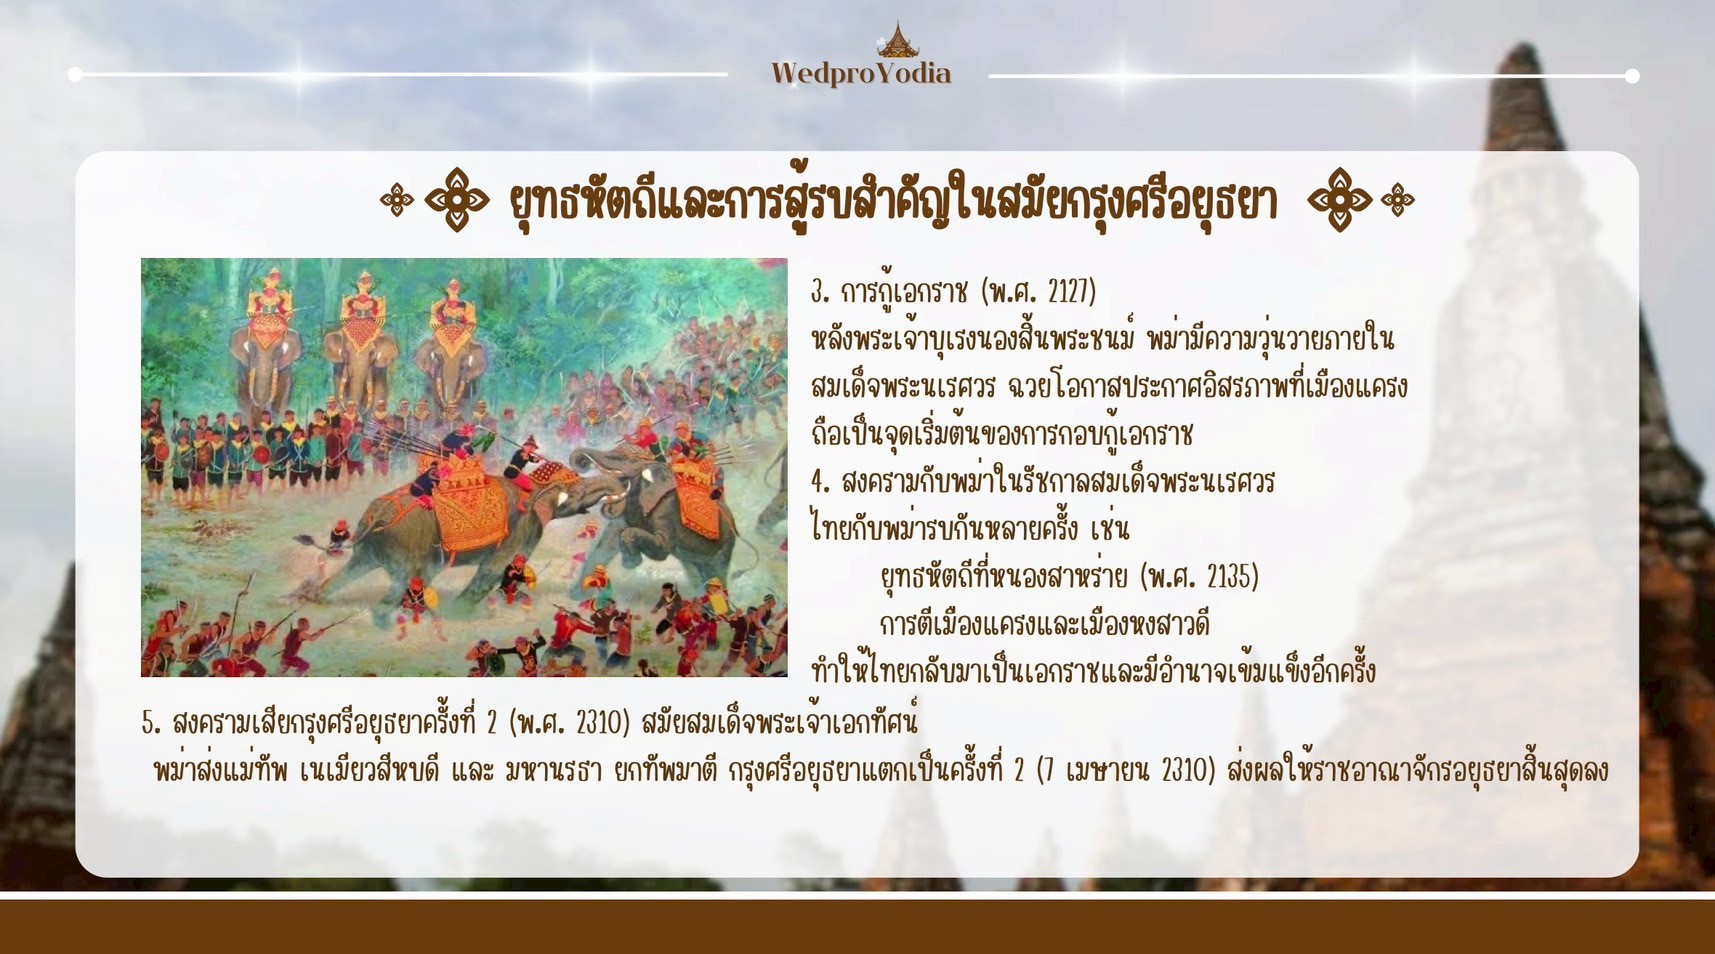 WedproYodia
ยุทธหัตถีและการสู้รบสำคัญในสมัยกรุงศรีอยุธยา
3. การกู้เอกราช (พ.ศ. 2127)
หลังพระเจ้าบุเรงนองสิ้นพระชนม์ พม่ามีความวุ่นวายภายใน
สมเด็จพระนเรศวร ฉวยโอกาสประกาศอิสรภาพที่เมืองแครง
ถือเป็นจุดเริ่มต้นของการกอบกู้เอกราช
4. สงครามกับพม่าในรัชกาลสมเด็จพระนเรศวร
ไทยกับพม่ารบกันหลายครั้ง เช่น
ยุทธหัตถีที่หนองสาหร่าย (พ.ศ. 2135)
การตีเมืองแครงและเมืองหงสาวดี
ทำให้ไทยกลับมาเป็นเอกราชและมีอำนาจเข้มแข็งอีกครั้ง
5. สงครามเสียกรุงศรีอยุธยาครั้งที่ 2 (พ.ศ. 2310) สมัยสมเด็จพระเจ้าเอกทัศน์
พม่าส่งแม่ทัพ เนเมียวสีหบดี และ มหานรธา ยกทัพมาตี กรุงศรีอยุธยาแตกเป็นครั้งที่ 2 (7 เมษายน 2310) ส่งผลให้ราชอาณาจักรอยุธยาสิ้นสุดลง